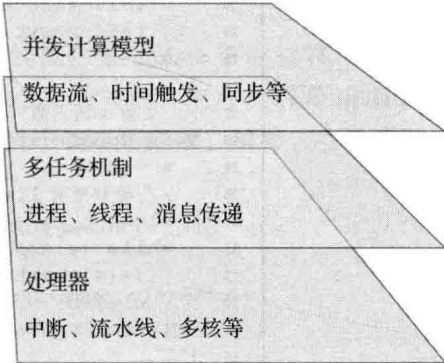 并发计算模型
数据流、时间触发、同步等
多任务机制
进程、线程、消息传递
处理器
中断、流水线、多核等